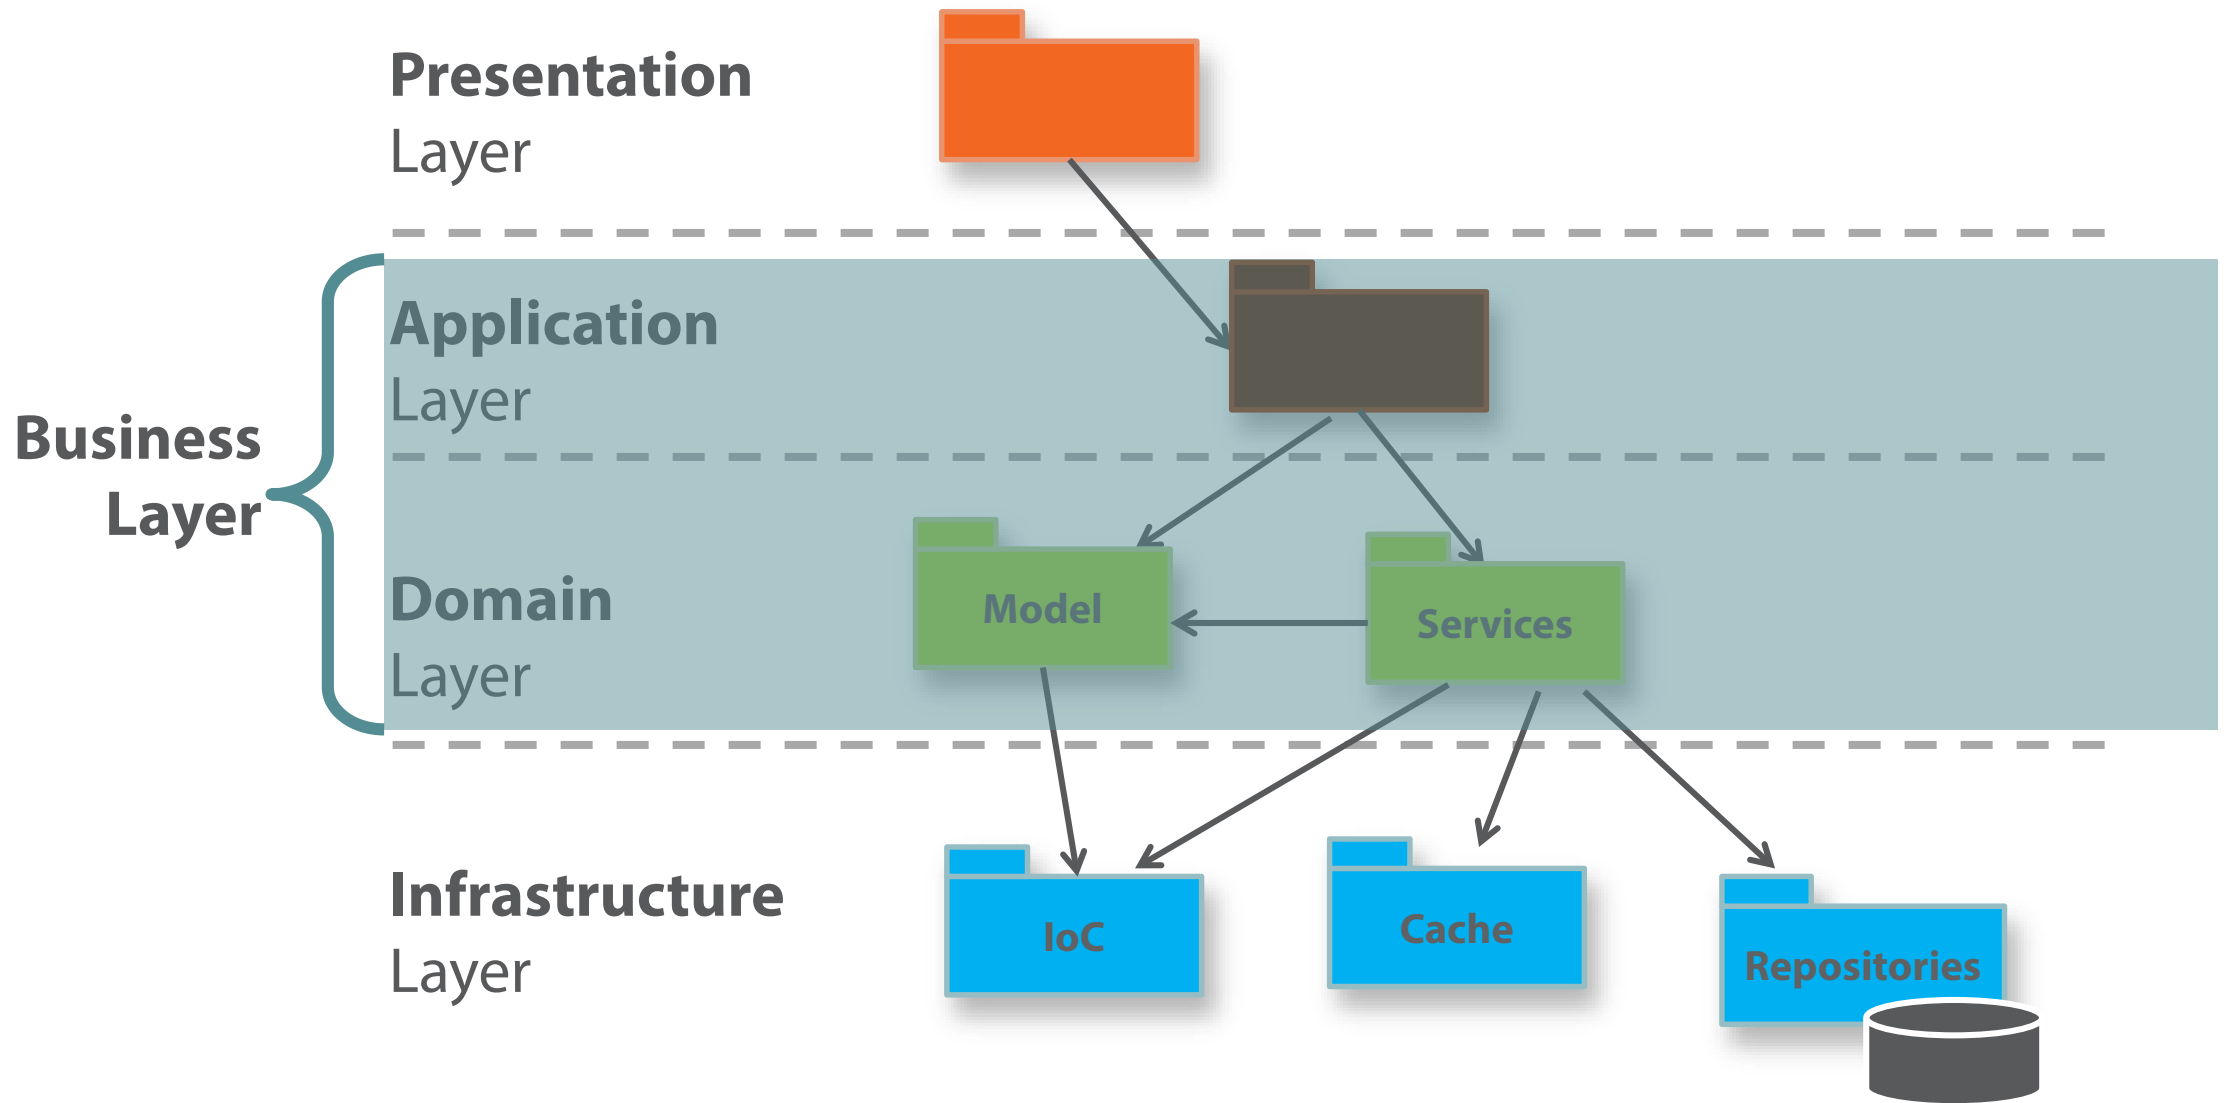 Presentation
Layer
Application
Layer
Business
Layer
Domain
Layer
Model
Services
Infrastructure
Layer
IoC
Cache
Repositories